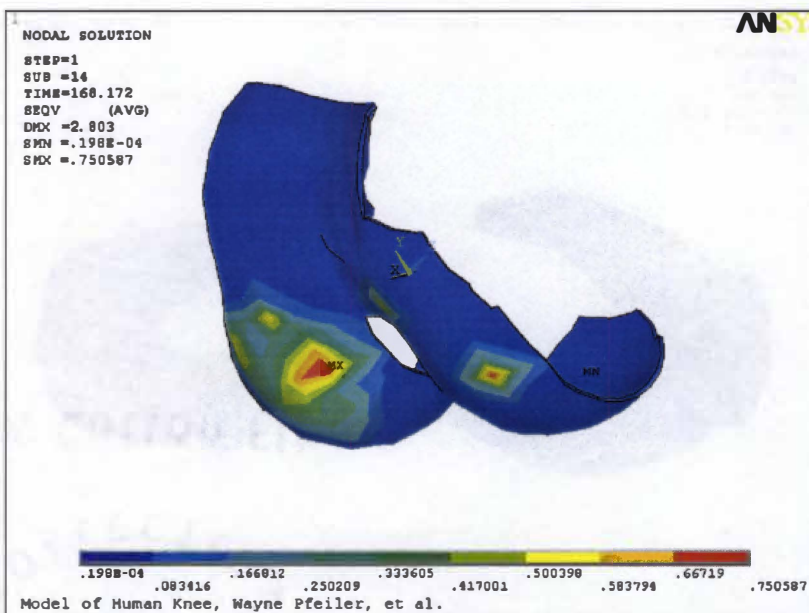 1
ANSYS
NODAL SOLUTION
STEP=1
SUB =14
TIME=168.172
SEQV (AVG)
DMX =2.803
SMN =.198E-04
SMX =.750587
Y
X
MX
MN
.198E-04 .166812 .333605 .500398 .66719
.083416 .250209 .417001 .583794 .750587
Model of Human Knee, Wayne Pfeiler, et al.